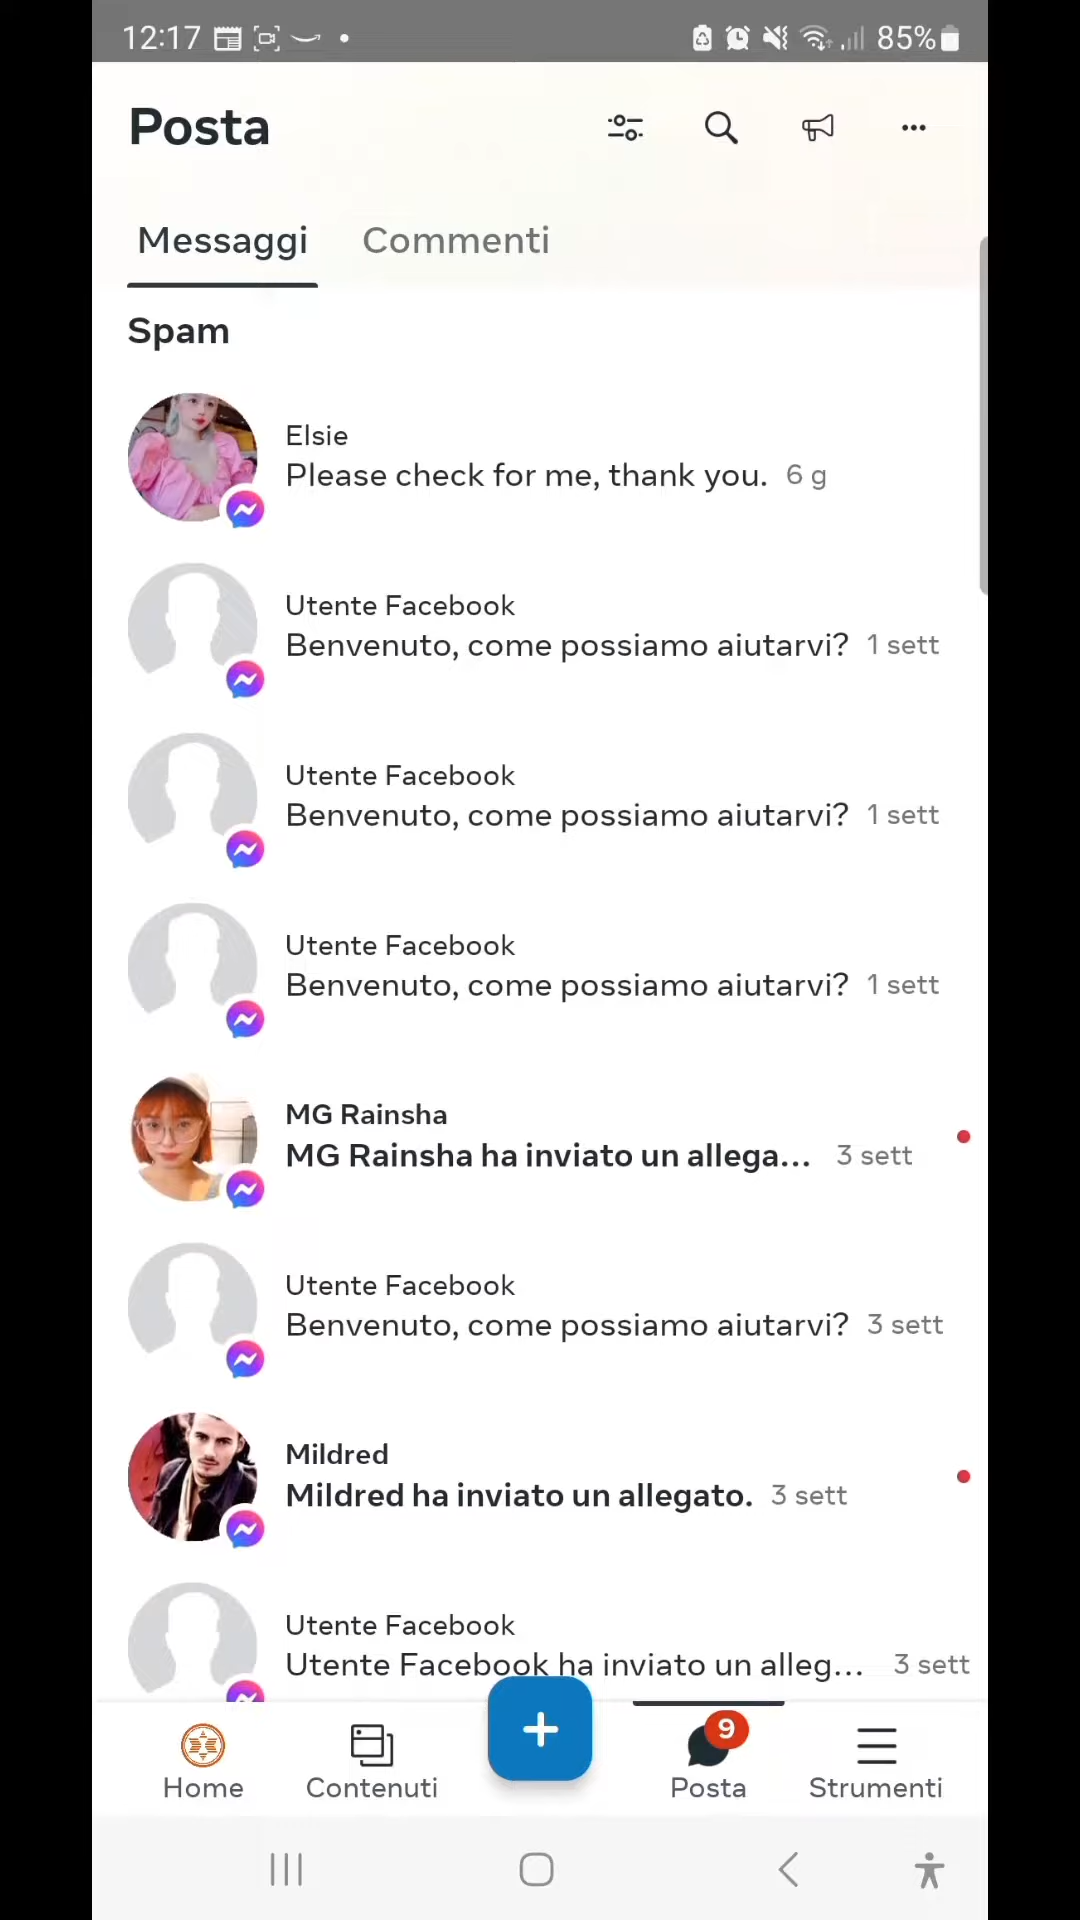 12:17 85%
Posta
Messaggi Commenti
Spam
Elsie
Please check for me, thank you. 6 g
Utente Facebook
Benvenuto, come possiamo aiutarvi? 1 sett
Utente Facebook
Benvenuto, come possiamo aiutarvi? 1 sett
Utente Facebook
Benvenuto, come possiamo aiutarvi? 1 sett
MG Rainsha
MG Rainsha ha inviato un allega... 3 sett
Utente Facebook
Benvenuto, come possiamo aiutarvi? 3 sett
Mildred
Mildred ha inviato un allegato. 3 sett
Utente Facebook
Utente Facebook ha inviato un alleg... 3 sett
9
Home Contenuti Posta Strumenti